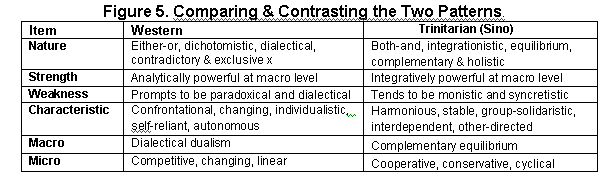 Figure 5. Comparing & Contrasting the Two Patterns
Item Western Trinitarian (Sino)
Nature Either-or, dichotomistic, dialectical, Both-and, integrationistic, equilibrium,
contradictory & exclusive x complementary & holistic
Strength Analytically powerful at macro level Integratively powerful at macro level
Weakness Prompts to be paradoxical and dialectical Tends to be monistic and syncretistic
Characteristic Confrontational, changing, individualistic, Harmonious, stable, group-solidaristic,
self-reliant, autonomous interdependent, other-directed
Macro Dialectical dualism Complementary equilibrium
Micro Competitive, changing, linear Cooperative, conservative, cyclical